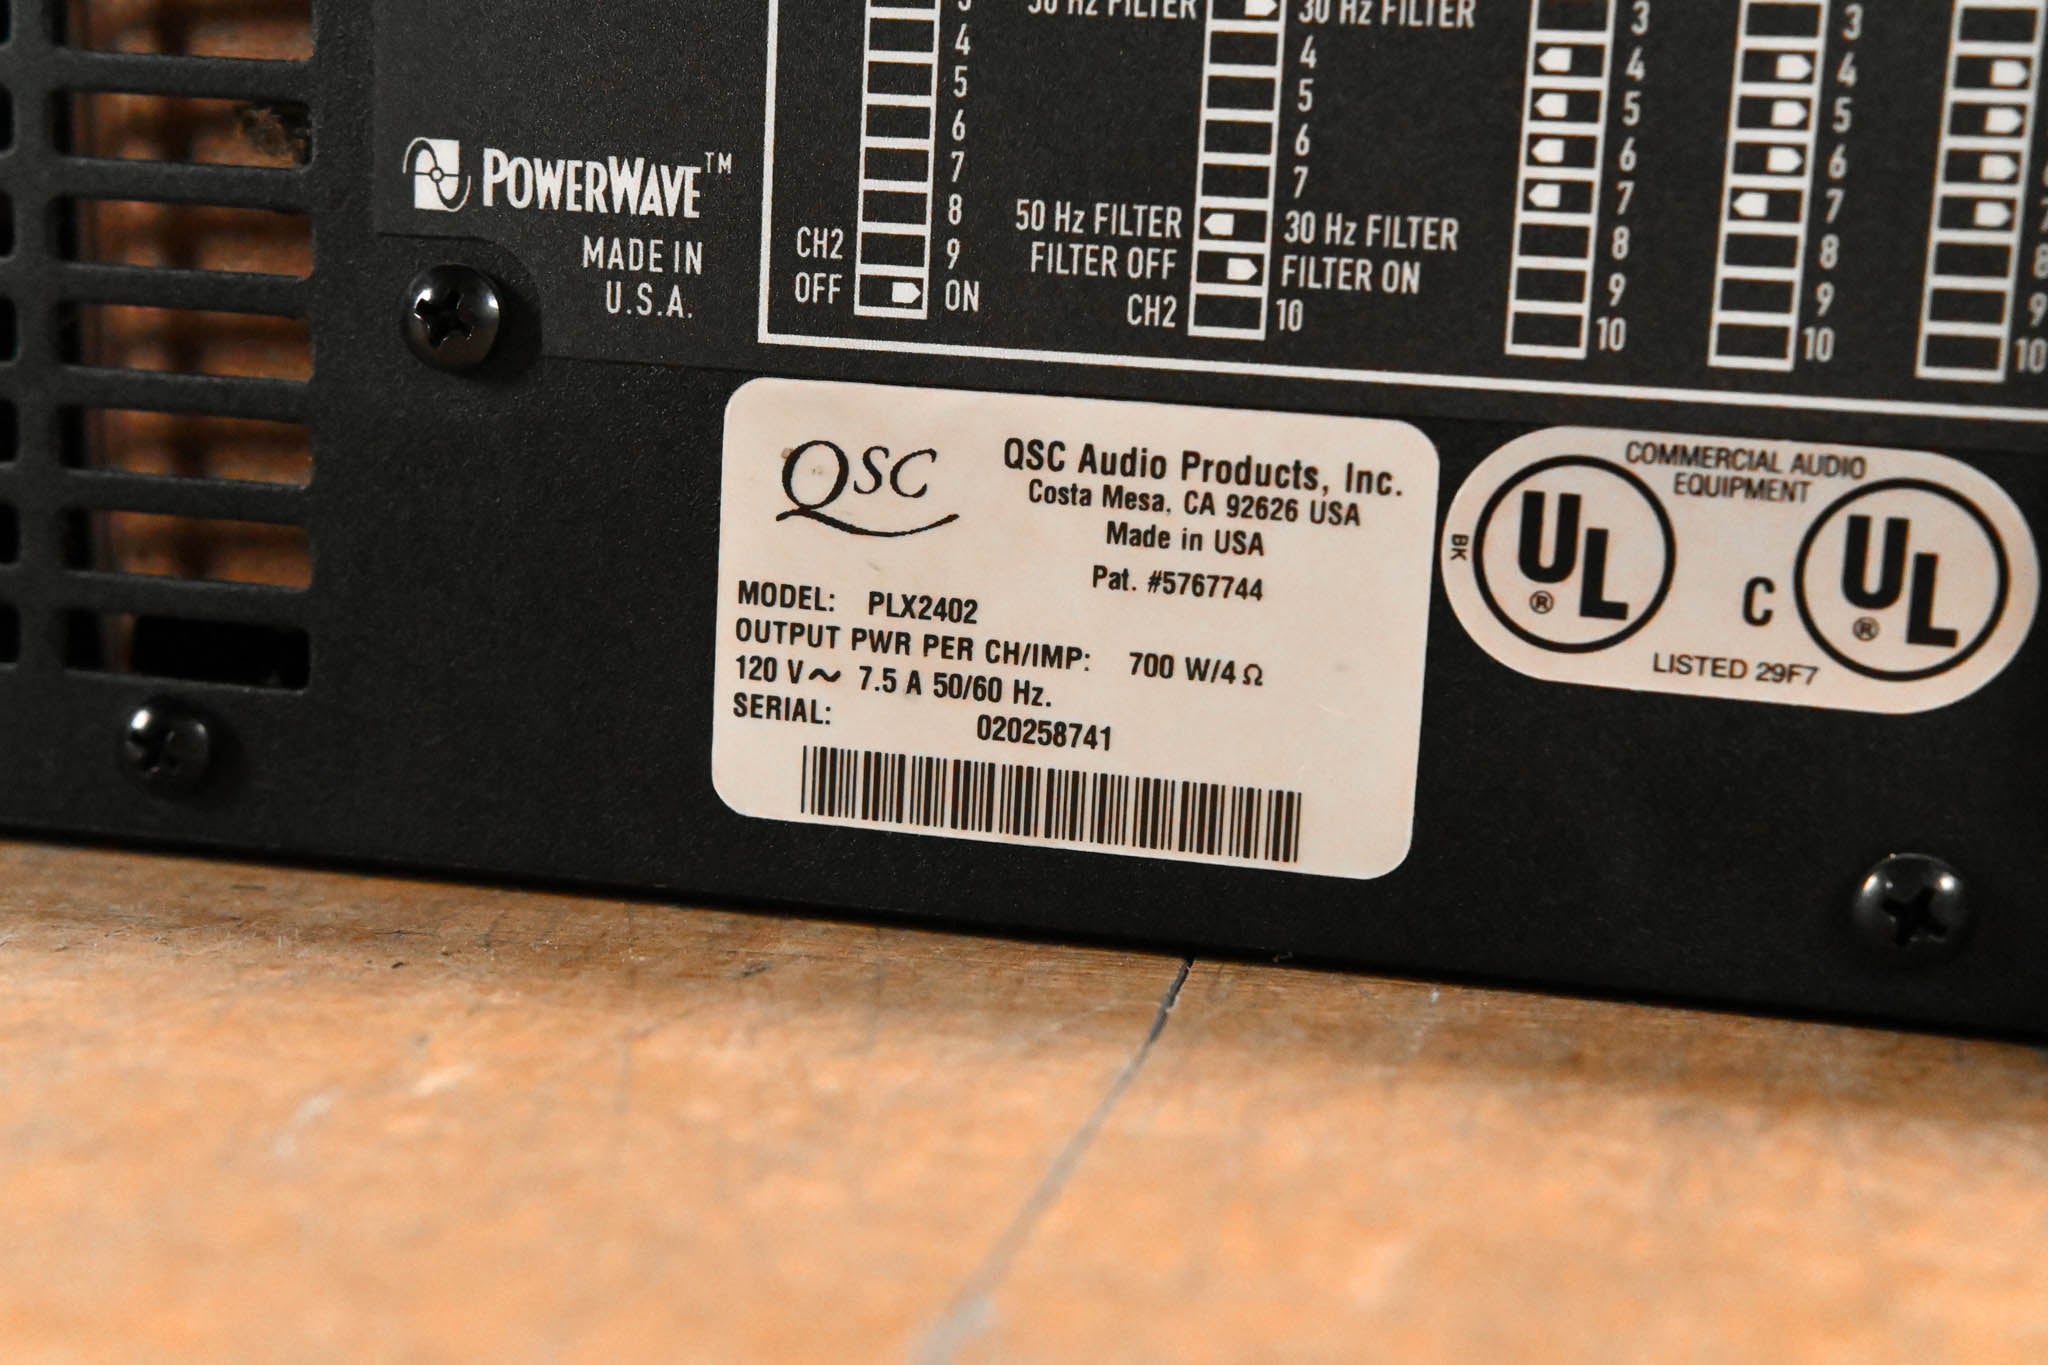 POWERWAVE™
MADE IN
U.S.A.
3
4
5
6
7
8
CH2 9
OFF ON
30 Hz FILTER
4
5
6
7
50 Hz FILTER 30 Hz FILTER
FILTER OFF FILTER ON
CH2 10
3
4
5
6
7
8
9
10
3
4
5
6
7
8
9
10
7
8
9
10
QSC
QSC Audio Products, Inc.
Costa Mesa, CA 92626 USA
Made in USA
Pat. #5767744
MODEL: PLX2402
OUTPUT PWR PER CH/IMP: 700 W/4 Ω
120 V~ 7.5 A 50/60 Hz.
SERIAL: 020258741
COMMERCIAL AUDIO
EQUIPMENT
BK
UL®
C UL®
LISTED 29F7